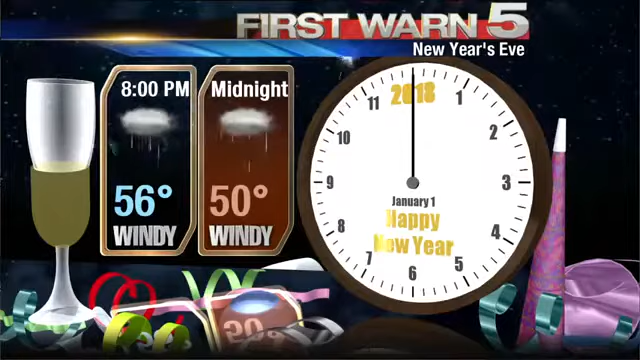 FIRST WARN 5
New Year's Eve
8:00 PM
56°
WINDY
Midnight
50°
WINDY
2018
1
2
3
4
5
6
7
8
9
10
11
January 1
Happy
New Year